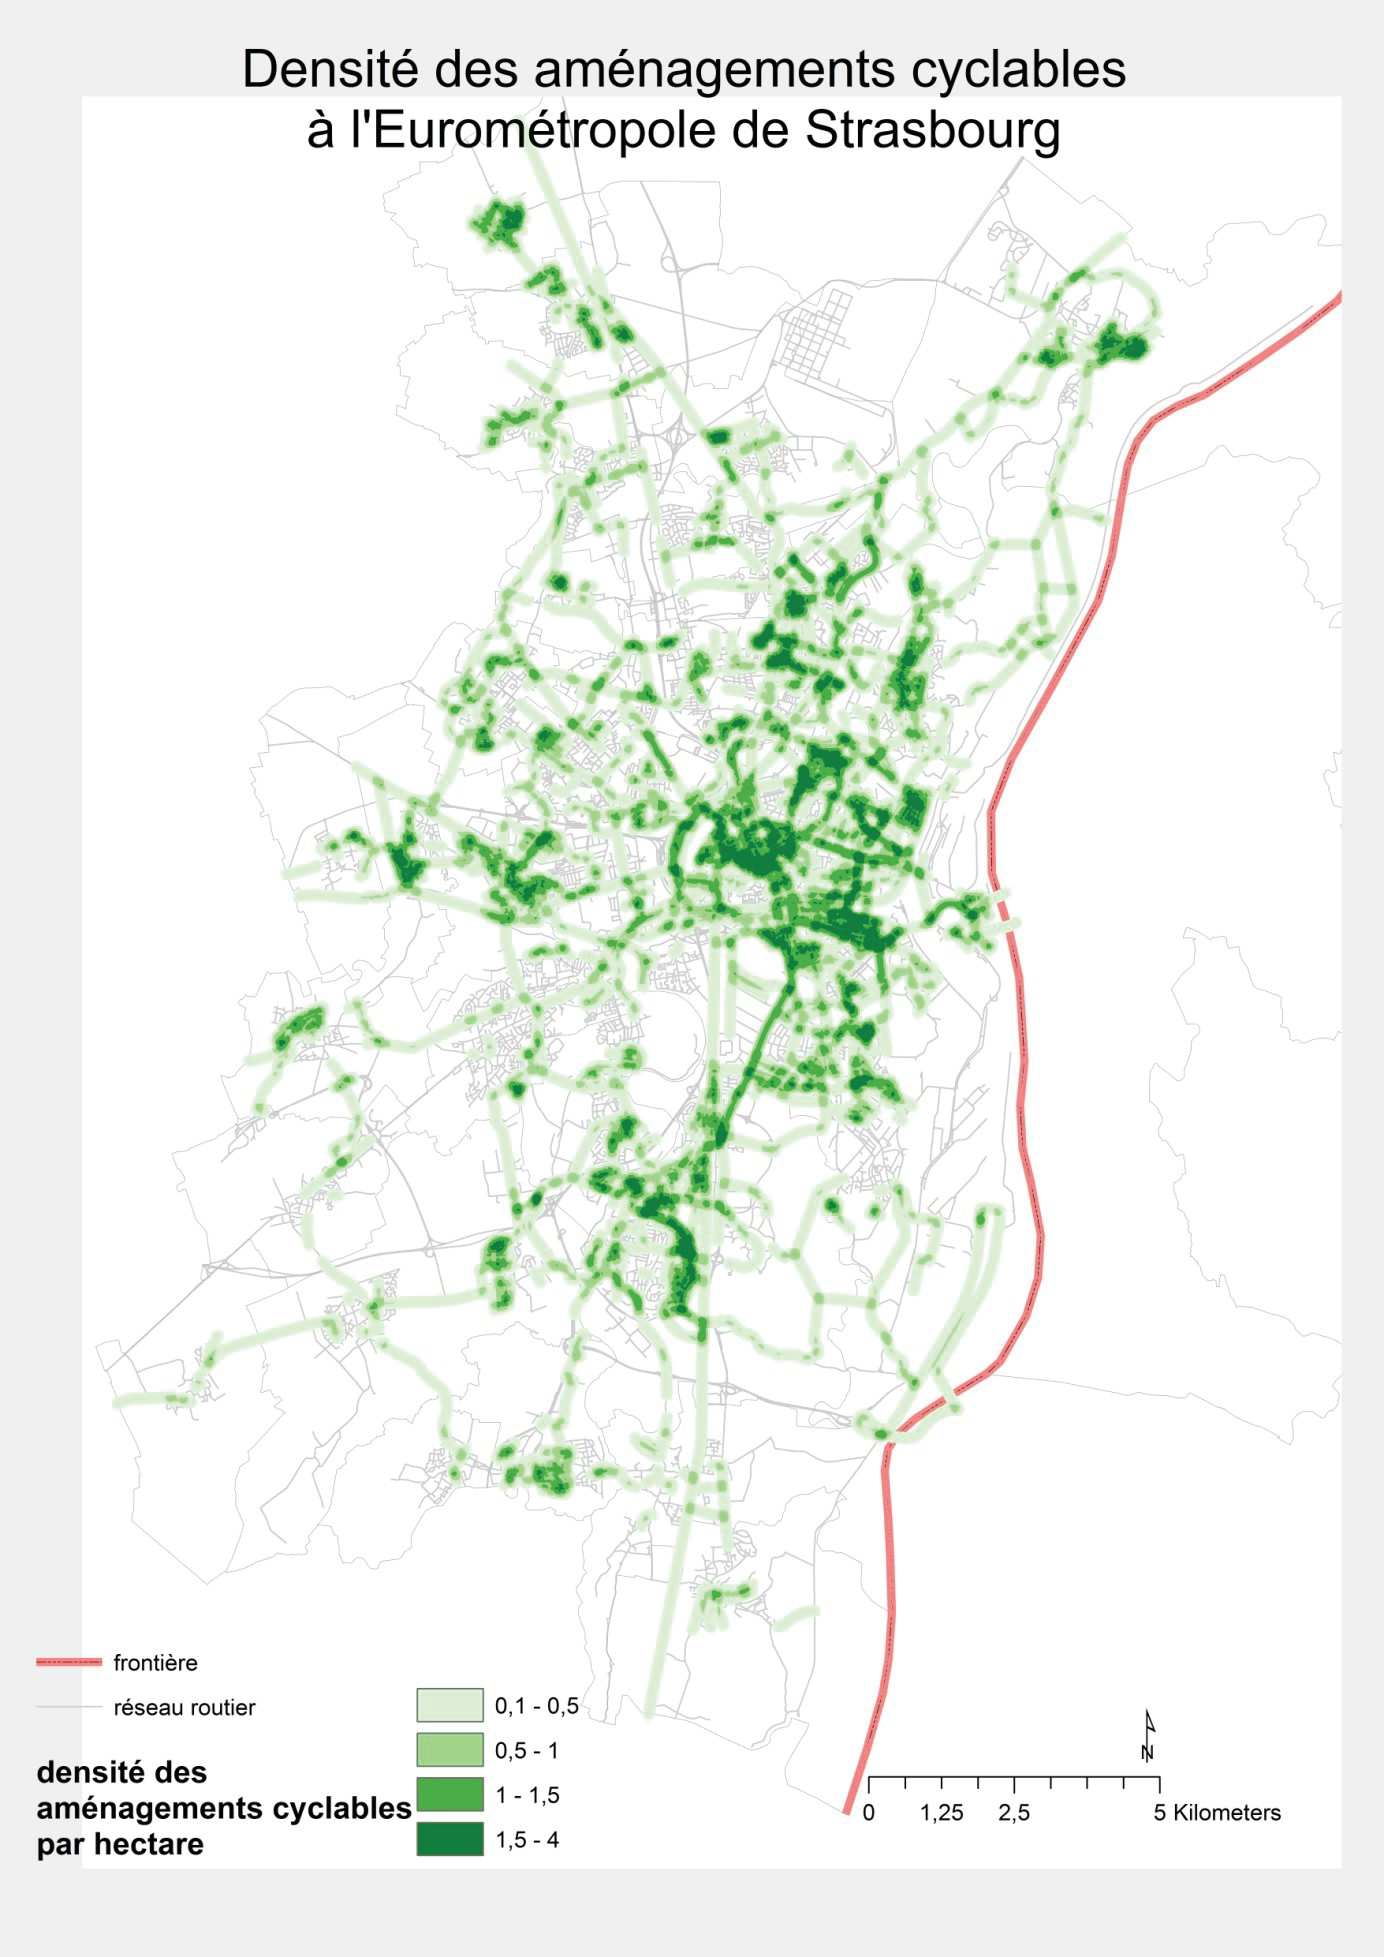 Densité des aménagements cyclables
à l'Eurométropole de Strasbourg
frontière
réseau routier
densité des
aménagements cyclables
par hectare
0,1 - 0,5
0,5 - 1
1 - 1,5
1,5 - 4
N
0 1,25 2,5 5 Kilometers